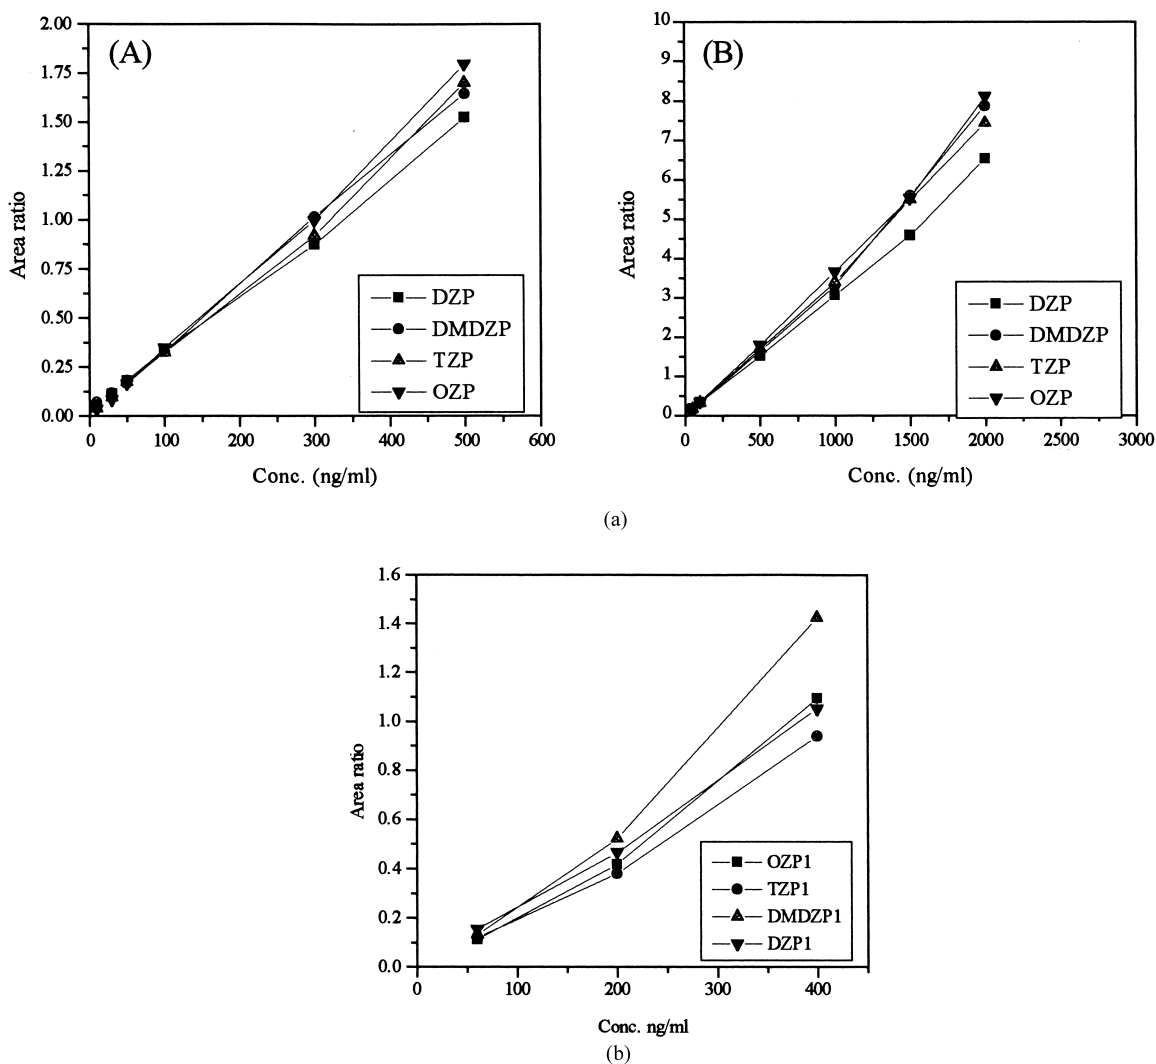 (A)
2.00
1.75
1.50
1.25
1.00
0.75
0.50
0.25
0.00
Area ratio
0
100
200
300
400
500
600
Conc. (ng/ml)
DZP
DMDZP
TZP
OZP
(B)
10
9
8
7
6
5
4
3
2
1
0
Area ratio
0
500
1000
1500
2000
2500
3000
Conc. (ng/ml)
DZP
DMDZP
TZP
OZP
(a)
1.6
1.4
1.2
1.0
0.8
0.6
0.4
0.2
0.0
Area ratio
0
100
200
300
400
Conc. ng/ml
OZP1
TZP1
DMDZP1
DZP1
(b)